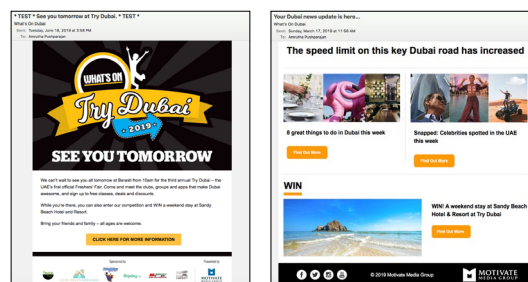 * TEST * See you tomorrow at Try Dubai. * TEST *
What's On Dubai
Sent: Tuesday, June 18, 2019 at 3:58 PM
To: Amrutha Pushparajan
WHAT'S ON
Try Dubai
2019
SEE YOU TOMORROW
We can't wait to see you all tomorrow at Barasti from 10am for the third annual Try Dubai – the
UAE's first official Freshers' Fair. Come and meet the clubs, groups and apps that make Dubai
awesome, and sign up to free classes, deals and discounts.
While you're there, you can also enter our competition and WIN a weekend stay at Sandy
Beach Hotel and Resort.
Bring your friends and family – all ages are welcome.
CLICK HERE FOR MORE INFORMATION
Sponsored by
Presented by
MOTIVATE
MEDIA GROUP
Your Dubai news update is here...
What's On Dubai
Sent: Sunday, March 17, 2019 at 11:59 AM
To: Amrutha Pushparajan
The speed limit on this key Dubai road has increased
8 great things to do in Dubai this week
Find Out More
Snapped: Celebrities spotted in the UAE
this week
Find Out More
WIN
WIN! A weekend stay at Sandy Beach
Hotel & Resort at Try Dubai
Find Out More
© 2019 Motivate Media Group
MOTIVATE
MEDIA GROUP